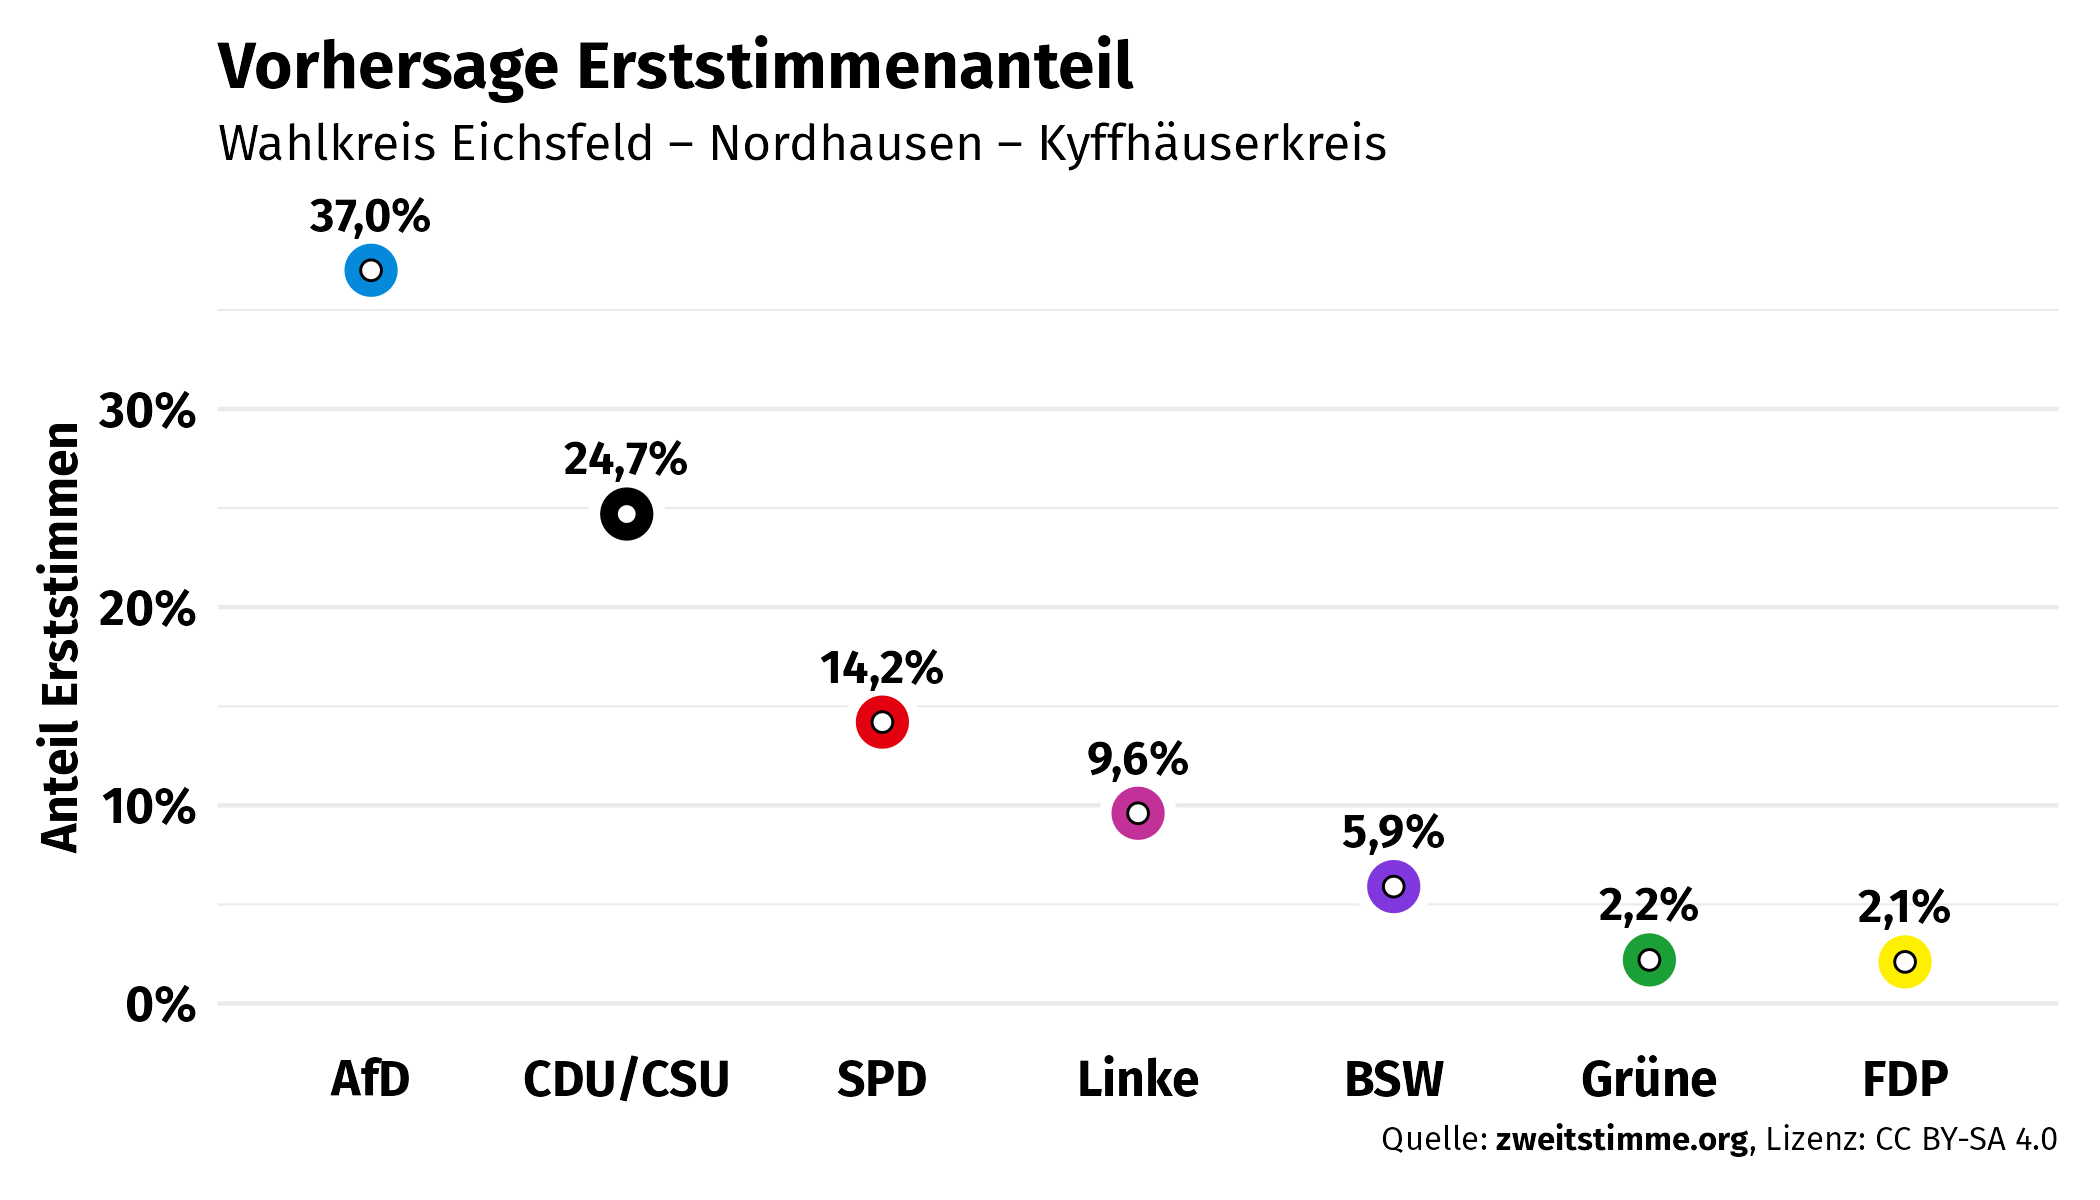 Vorhersage Erststimmenanteil
Wahlkreis Eichsfeld – Nordhausen – Kyffhäuserkreis
37,0%
30%
24,7%
20%
14,2%
9,6%
10%
5,9%
2,2%
2,1%
0%
Anteil Erststimmen
AfD CDU/CSU SPD Linke BSW Grüne FDP
Quelle: zweitstimme.org, Lizenz: CC BY-SA 4.0